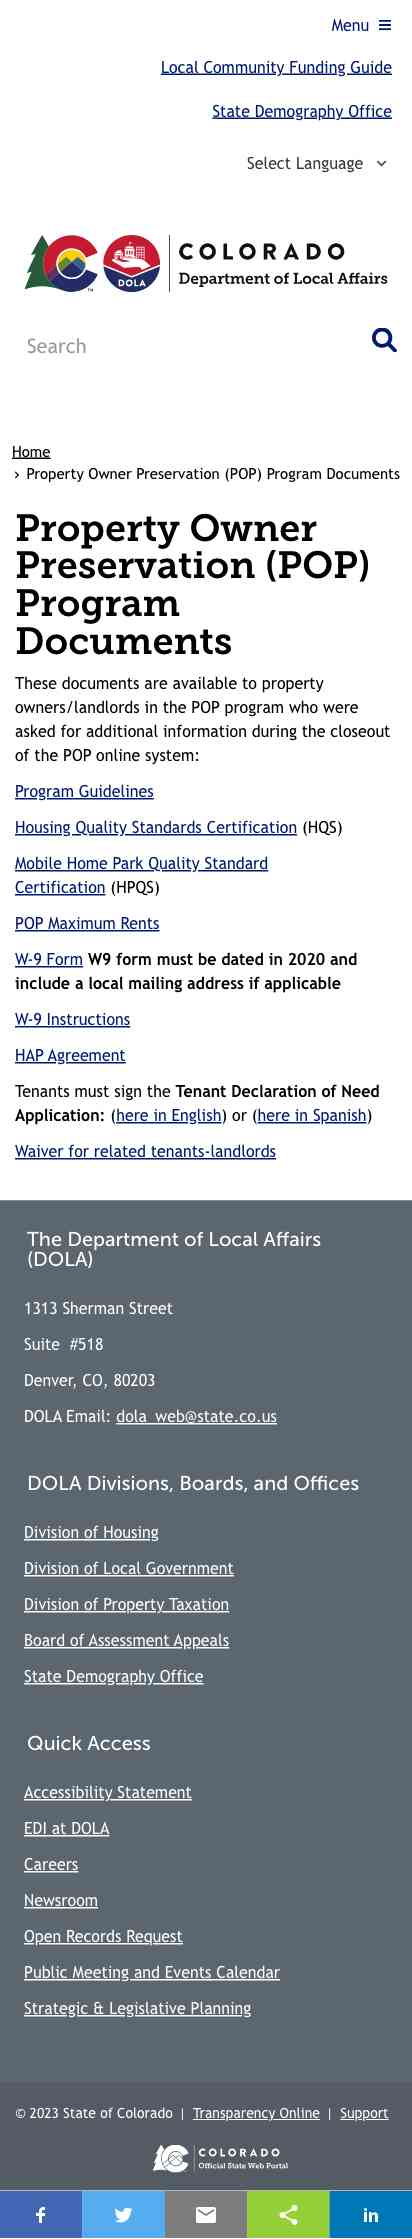 Menu
Local Community Funding Guide
State Demography Office
Select Language
DOLA
TM
COLORADO
Department of Local Affairs
Search
Home
› Property Owner Preservation (POP) Program Documents
Property Owner
Preservation (POP)
Program
Documents
These documents are available to property
owners/landlords in the POP program who were
asked for additional information during the closeout
of the POP online system:
Program Guidelines
Housing Quality Standards Certification (HQS)
Mobile Home Park Quality Standard
Certification (HPQS)
POP Maximum Rents
W-9 Form W9 form must be dated in 2020 and
include a local mailing address if applicable
W-9 Instructions
HAP Agreement
Tenants must sign the Tenant Declaration of Need
Application: (here in English) or (here in Spanish)
Waiver for related tenants-landlords
The Department of Local Affairs
(DOLA)
1313 Sherman Street
Suite #518
Denver, CO, 80203
DOLA Email: dola_web@state.co.us
DOLA Divisions, Boards, and Offices
Division of Housing
Division of Local Government
Division of Property Taxation
Board of Assessment Appeals
State Demography Office
Quick Access
Accessibility Statement
EDI at DOLA
Careers
Newsroom
Open Records Request
Public Meeting and Events Calendar
Strategic & Legislative Planning
© 2023 State of Colorado | Transparency Online | Support
COLORADO
Official State Web Portal